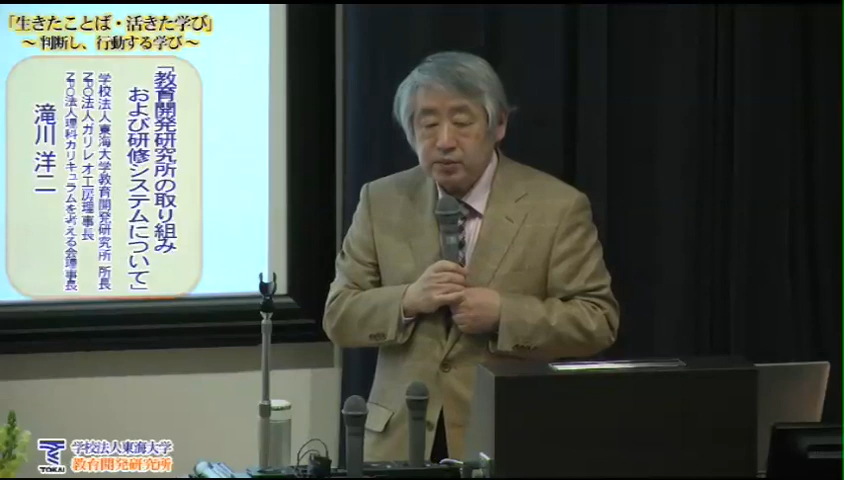 「生きたことば・活きた学び」
～判断し、行動する学び～
「教育開発研究所の取り組み
および研修システムについて」
学校法人東海大学教育開発研究所 所長
NPO法人ガリレオ工房理事長
NPO法人理科カリキュラムを考える会理事長
滝川 洋二
TOKAI
学校法人東海大学
教育開発研究所